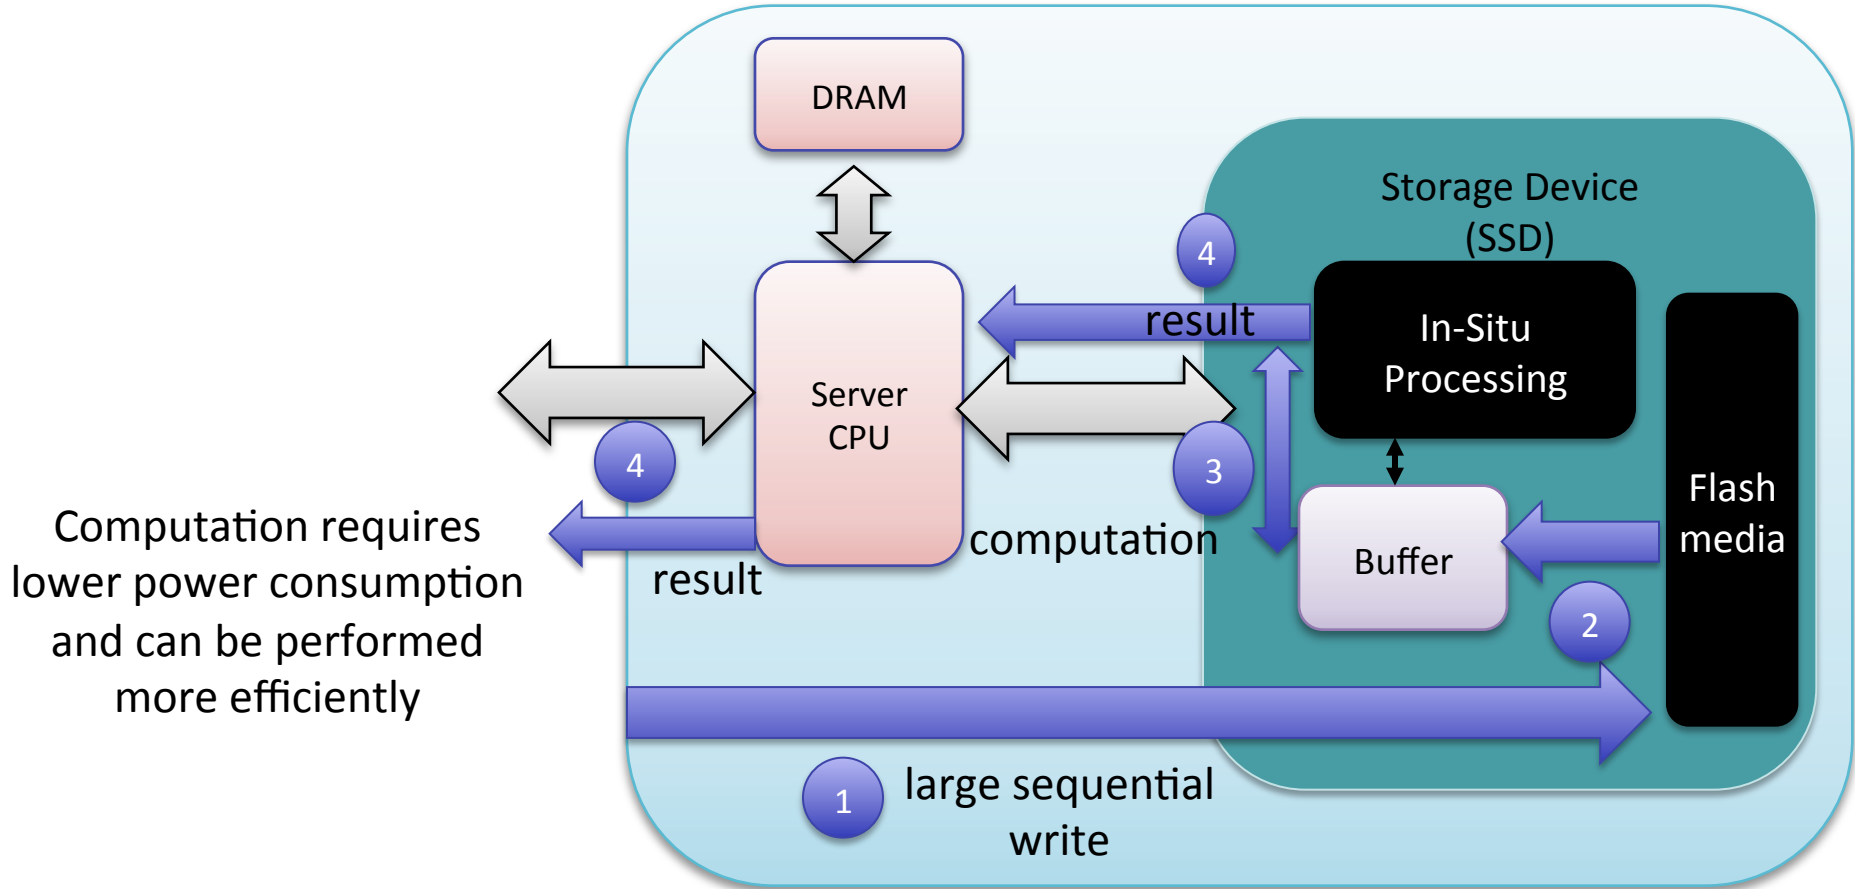 DRAM
Storage Device
(SSD)
4
result
In-Situ
Processing
Server
CPU
4
3
Flash
media
Computation requires
lower power consumption
and can be performed
more efficiently
computation
Buffer
result
2
1
large sequential
write